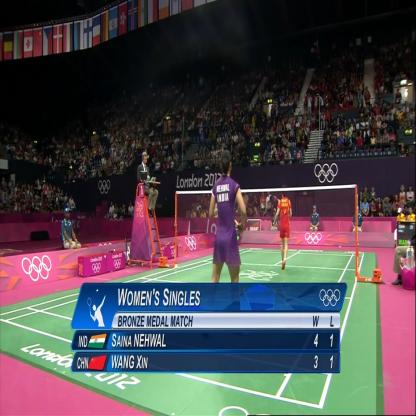 London 2012
NEHWAL
INDIA
WOMEN'S SINGLES
BRONZE MEDAL MATCH W L
IND SAINA NEHWAL 4 1
CHN WANG XIN 3 1
London 2012